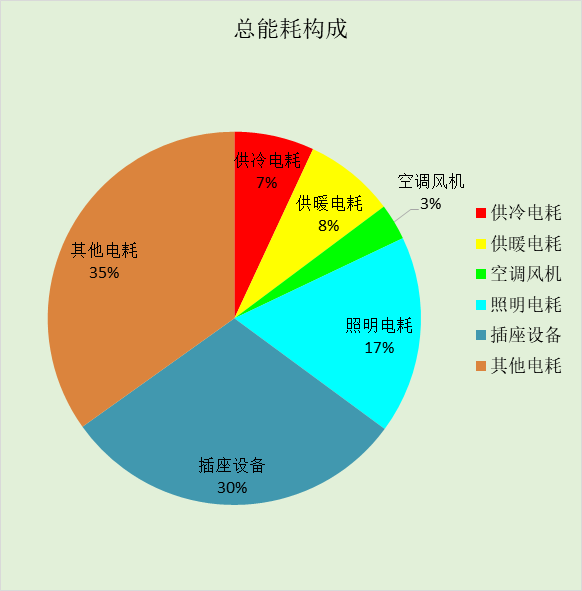 总能耗构成
供冷电耗
7%
供暖电耗
8%
空调风机
3%
照明电耗
17%
插座设备
30%
其他电耗
35%
供冷电耗
供暖电耗
空调风机
照明电耗
插座设备
其他电耗